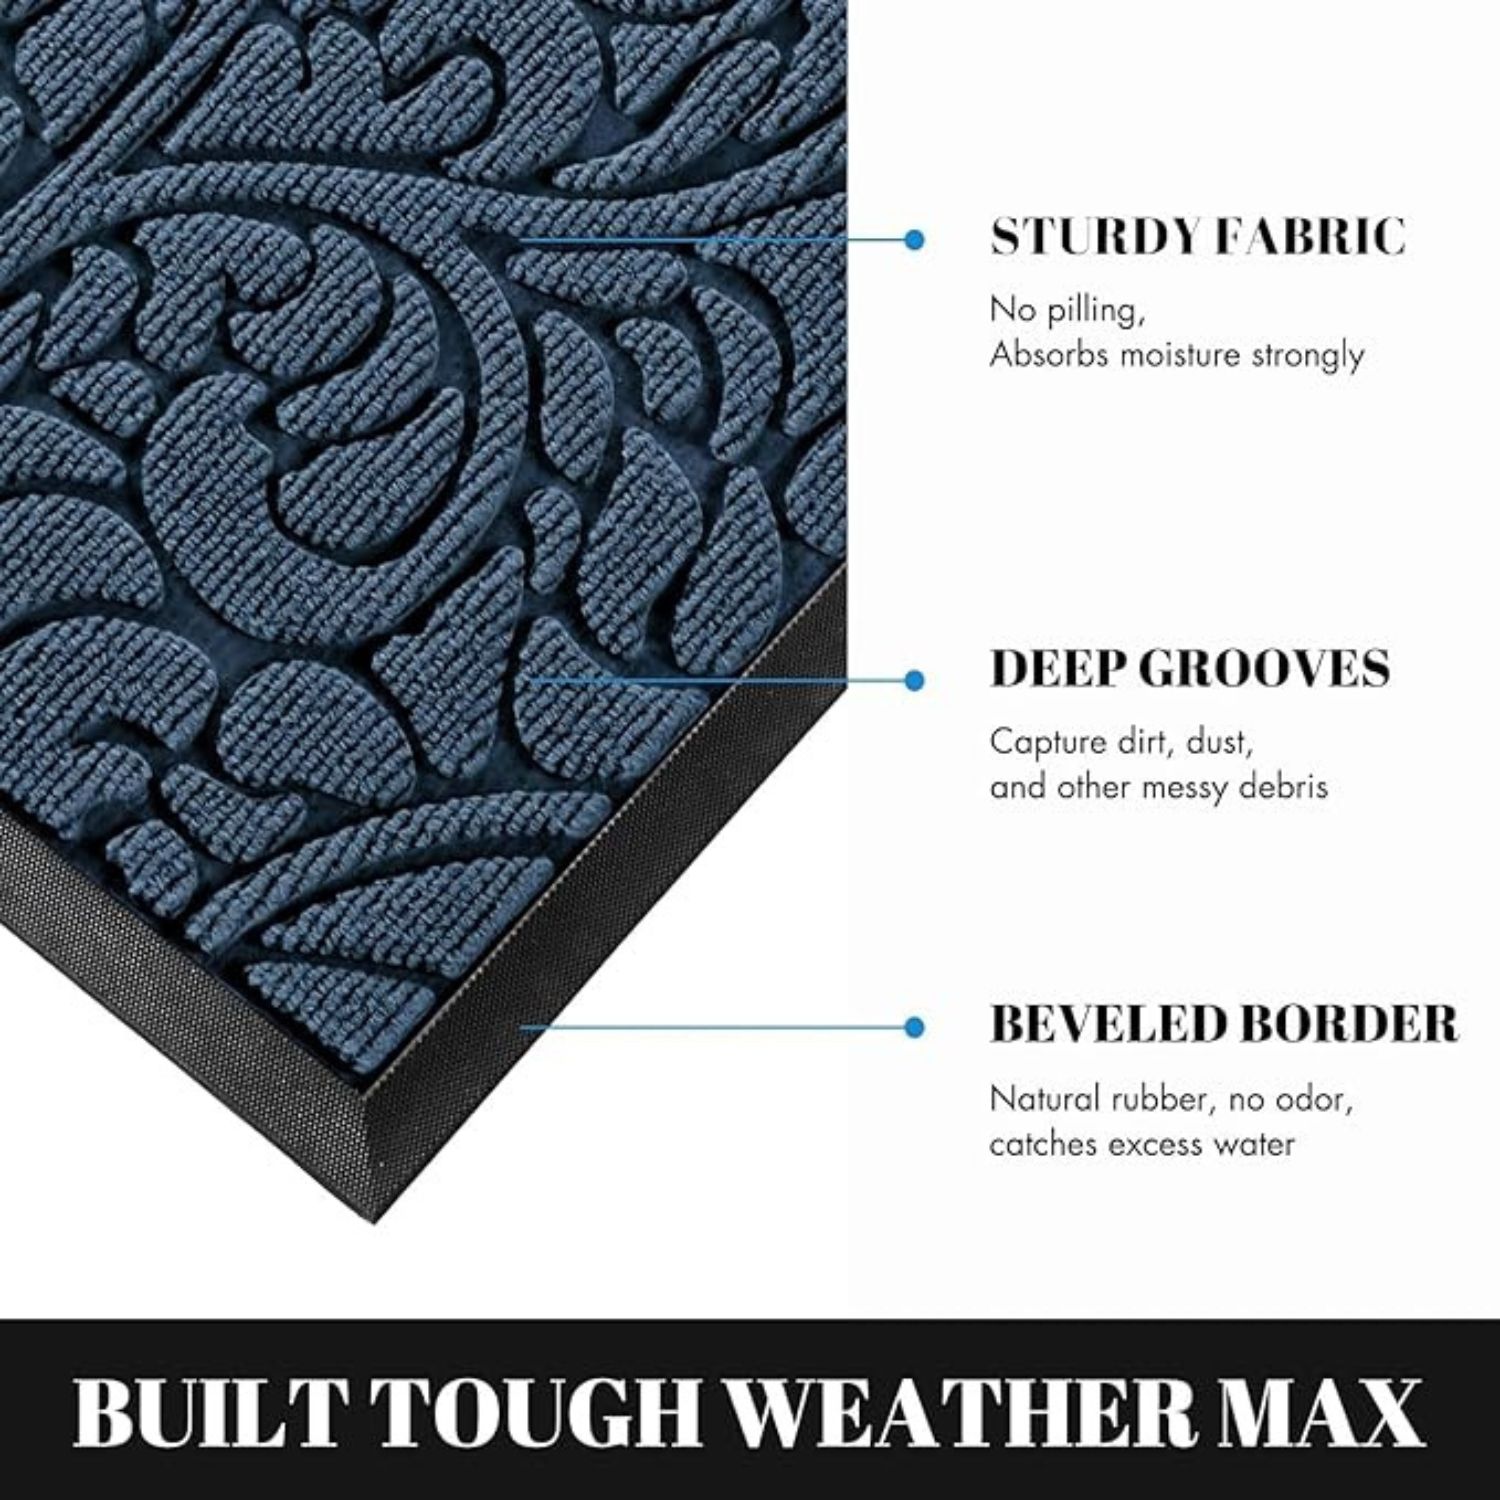 STURDY FABRIC
No pilling,
Absorbs moisture strongly
DEEP GROOVES
Capture dirt, dust,
and other messy debris
BEVELED BORDER
Natural rubber, no odor,
catches excess water
BUILT TOUGH WEATHER MAX